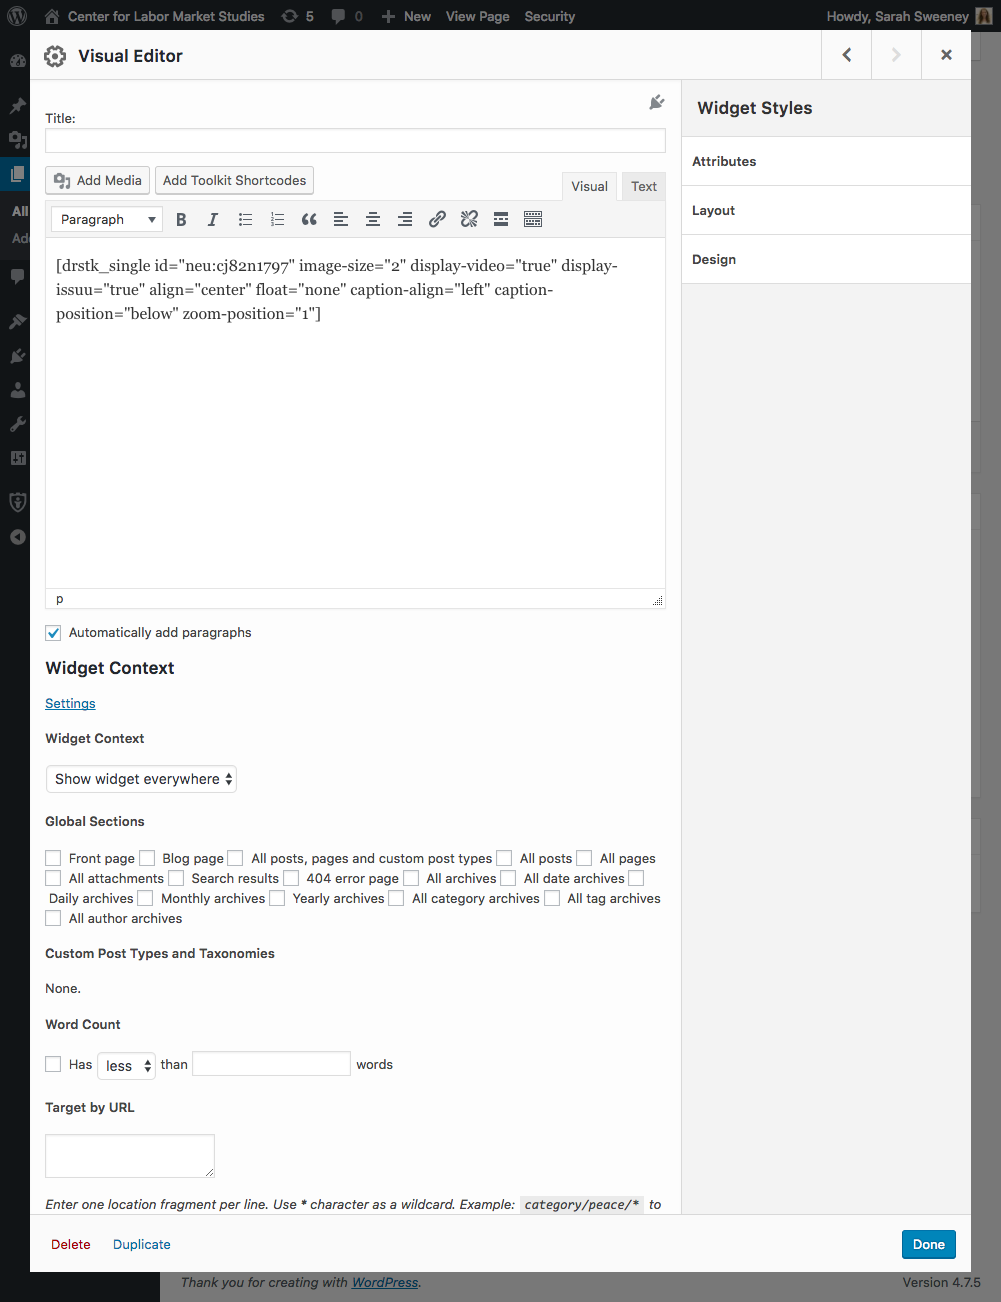 Center for Labor Market Studies 5 0 New View Page Security Howdy, Sarah Sweeney
Visual Editor
Widget Styles
Title:
Attributes
Add Media Add Toolkit Shortcodes Visual Text
All
Layout
Paragraph B I
Add
Design
[drstk_single id="neu:cj82n1797" image-size="2" display-video="true" display-
issuu="true" align="center" float="none" caption-align="left" caption-
position="below" zoom-position="1"]
p
Automatically add paragraphs
Widget Context
Settings
Widget Context
Show widget everywhere
Global Sections
Front page Blog page All posts, pages and custom post types All posts All pages
All attachments Search results 404 error page All archives All date archives
Daily archives Monthly archives Yearly archives All category archives All tag archives
All author archives
Custom Post Types and Taxonomies
None.
Word Count
Has less than words
Target by URL
Enter one location fragment per line. Use * character as a wildcard. Example: category/peace/* to
Delete Duplicate Done
Thank you for creating with WordPress. Version 4.7.5